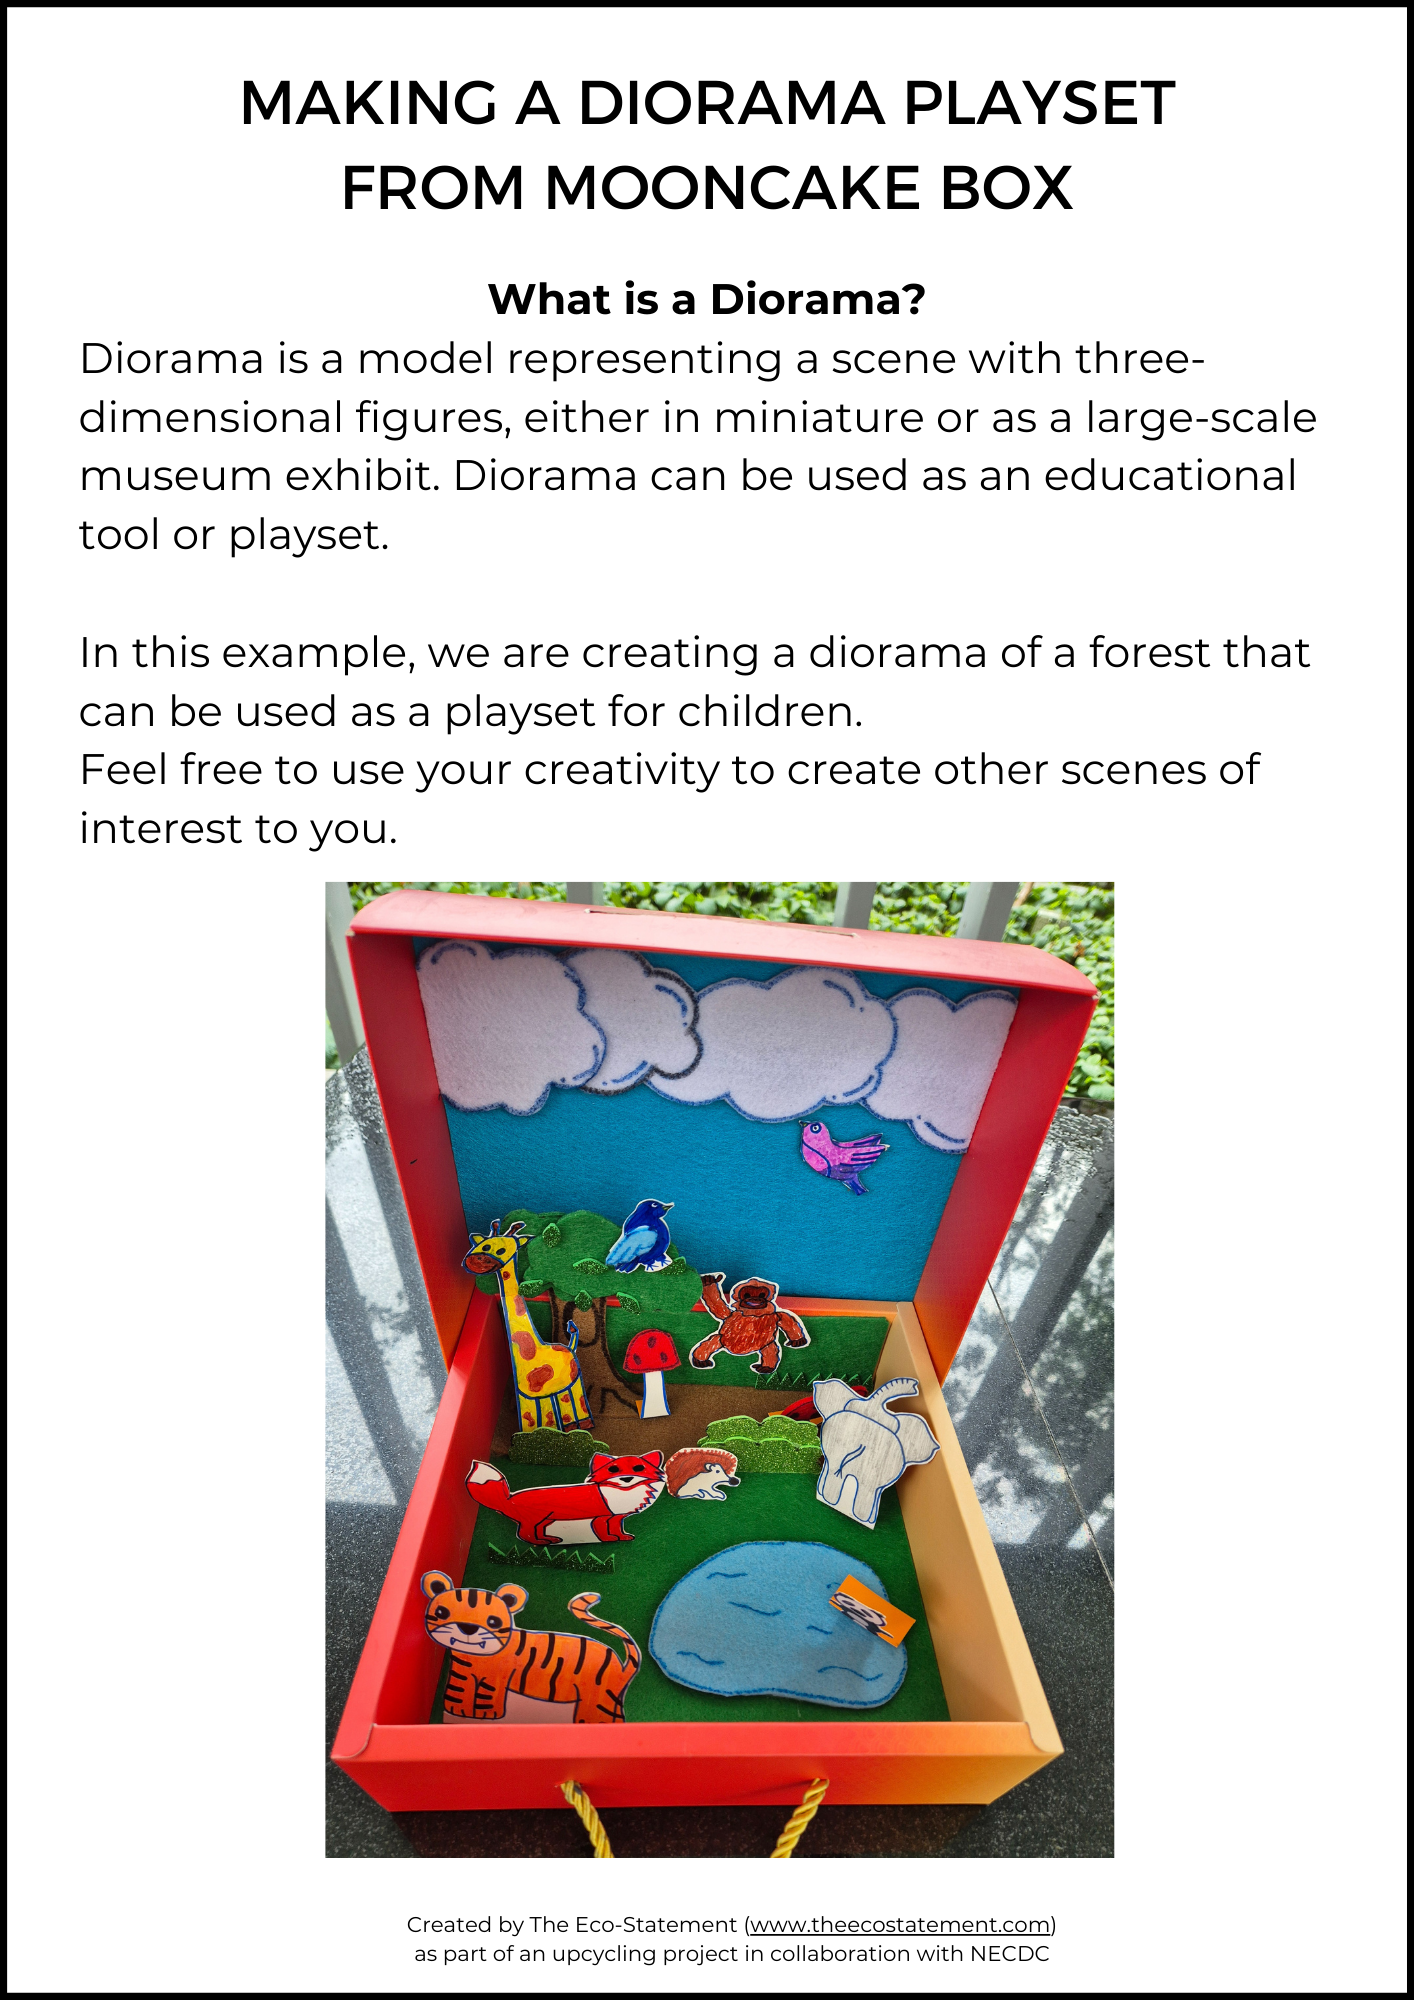 MAKING A DIORAMA PLAYSET
FROM MOONCAKE BOX
What is a Diorama?
Diorama is a model representing a scene with three-
dimensional figures, either in miniature or as a large-scale
museum exhibit. Diorama can be used as an educational
tool or playset.
In this example, we are creating a diorama of a forest that
can be used as a playset for children.
Feel free to use your creativity to create other scenes of
interest to you.
Created by The Eco-Statement (www.theecostatement.com)
as part of an upcycling project in collaboration with NECDC